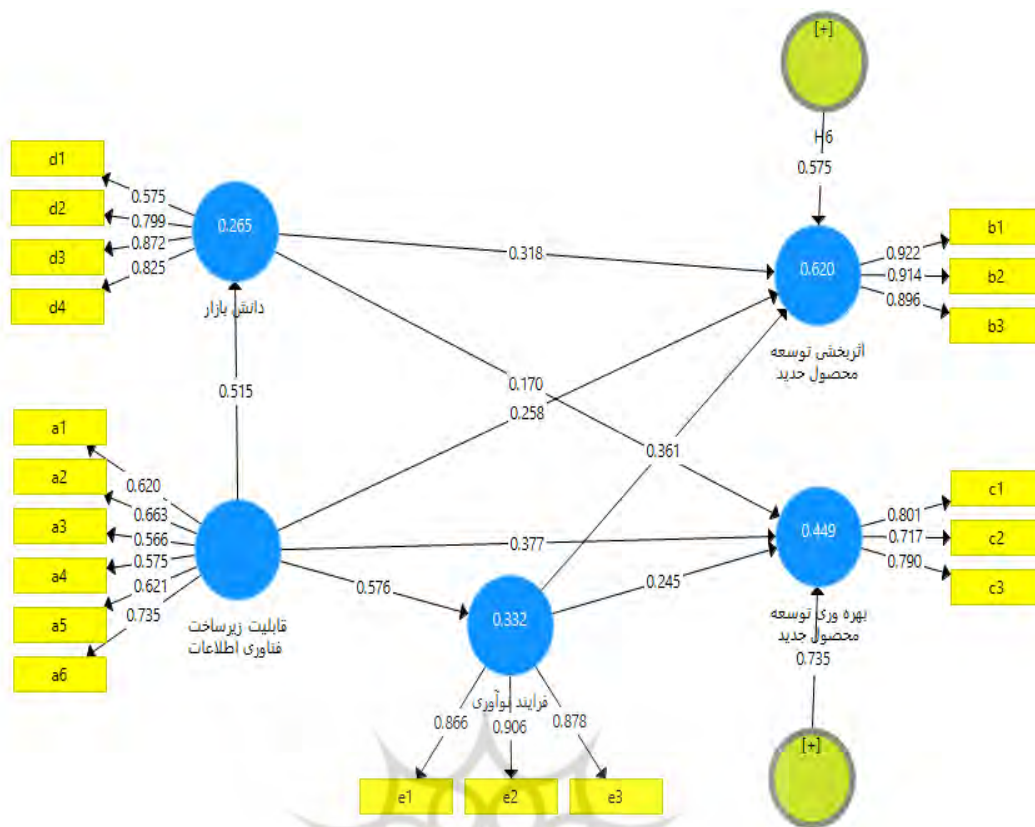 [+]
H6
0.575
d1
d2
d3
d4
0.575
0.799
0.872
0.825
0.265
دانش بازار
0.318
0.620
اثربخشی توسعه
محصول جدید
0.922
0.914
0.896
b1
b2
b3
0.515
0.170
0.258
0.361
a1
a2
a3
a4
a5
a6
0.620
0.663
0.566
0.575
0.621
0.735
قابلیت زیرساخت
فناوری اطلاعات
0.377
0.576
0.245
0.449
بهره وری توسعه
محصول جدید
0.801
0.717
0.790
c1
c2
c3
0.332
فرایند نوآوری
0.866
0.906
0.878
e1
e2
e3
0.735
[+]